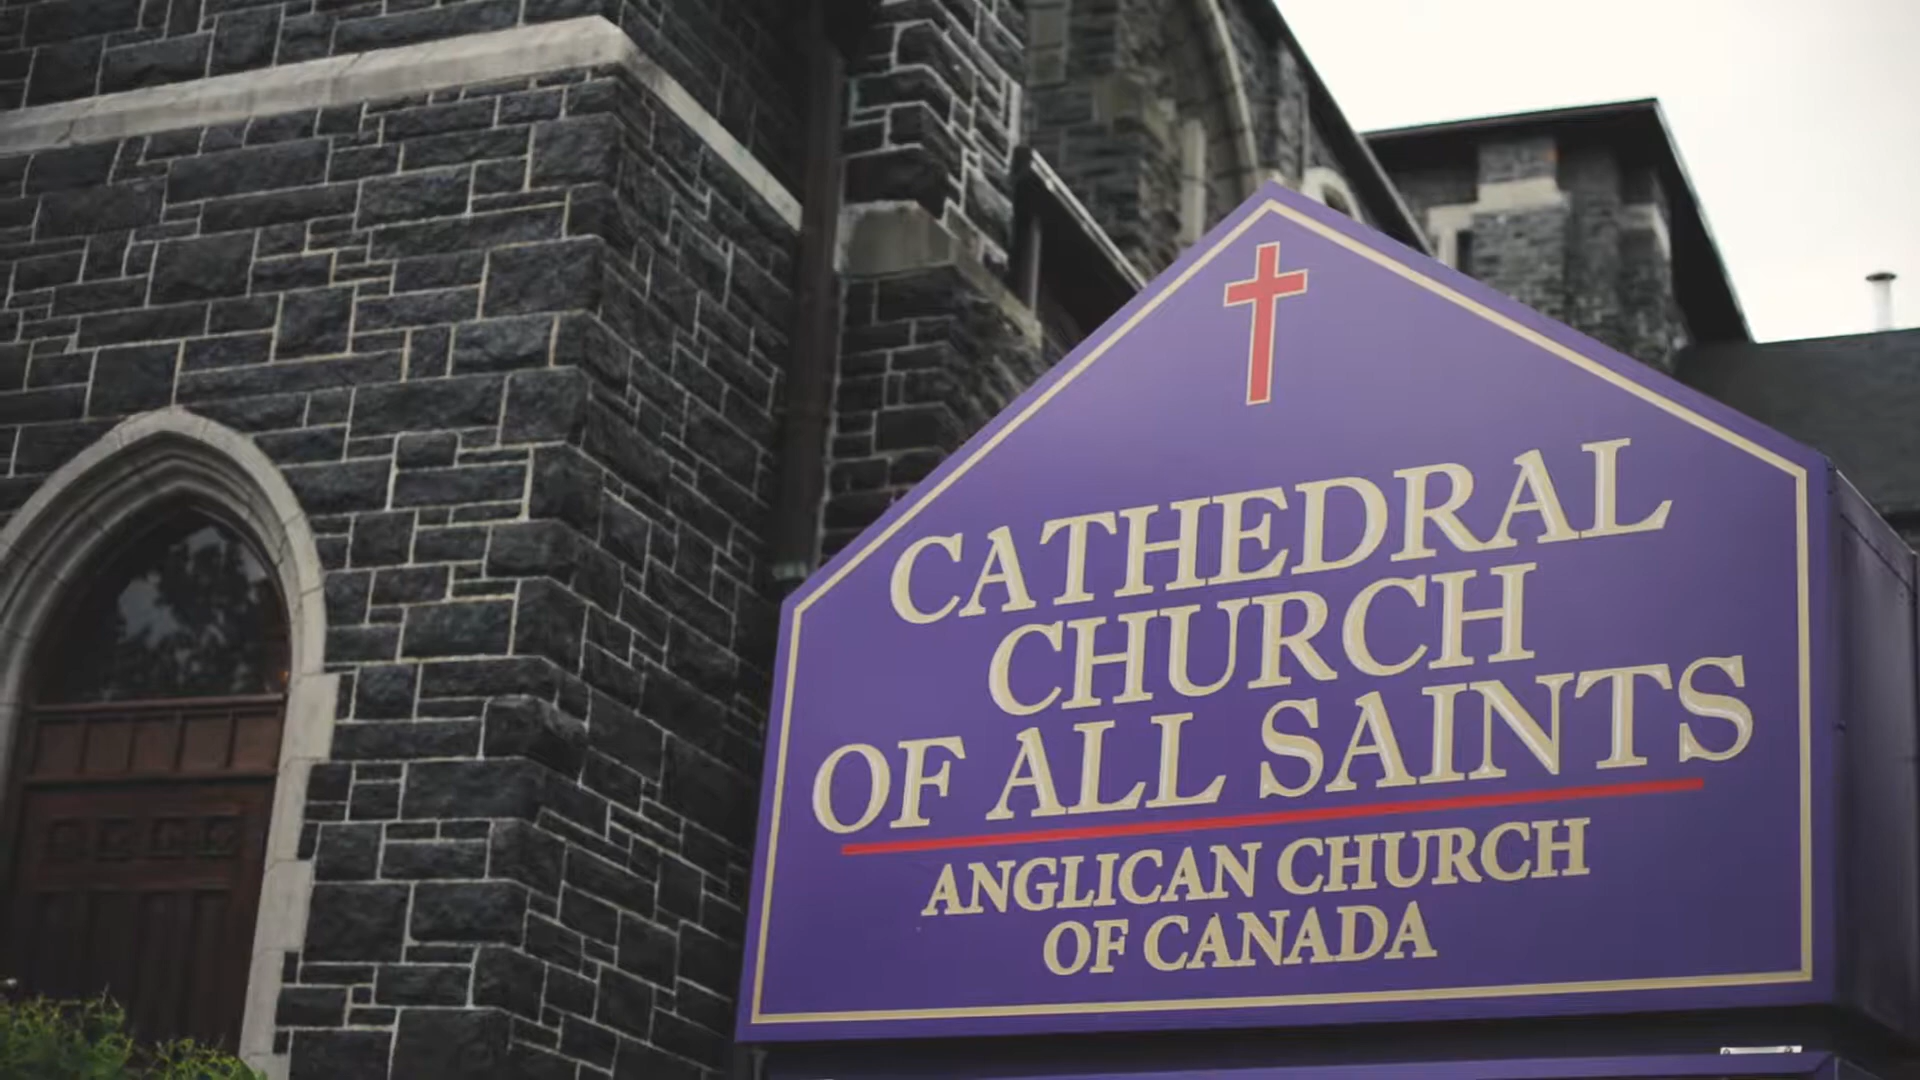 CATHEDRAL
CHURCH
OF ALL SAINTS
ANGLICAN CHURCH
OF CANADA